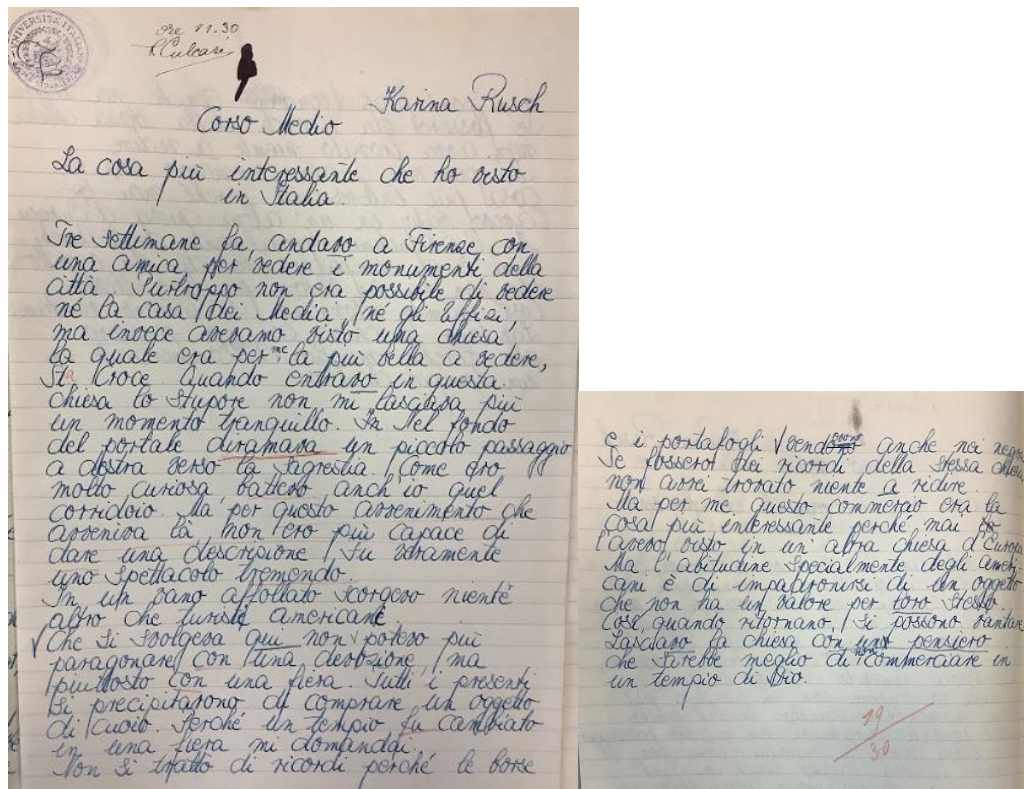 UNIVERSITÀ ITALIANA
ore 11.30
Karina Rusch
Corso Medio
La cosa più interessante che ho visto
in Italia.
Tre settimane fa, andavo a Firenze con
una amica per vedere i monumenti della
città. Purtroppo non era possibile di vedere
né la casa dei Media, né gli Uffizi,
ma invece avevamo visto una chiesa
la quale era per me la più bella a vedere,
Sta Croce. Quando entravo in questa
chiesa lo stupore non mi lasciava più
un momento tranquillo. In nel fondo
del portale diramava un piccolo passaggio
a destra verso la sagrestia. Come ero
molto curiosa, battevo anch'io quel
corridoio. Ma per questo avvenimento che
avveniva là, non ero più capace di
dare una descripzione. Fu veramente
uno spettacolo tremendo.
In un vano affollato scorgevo niente
altro che turisti americani.
Che si svolgeva qui non potevo più
paragonare con una devozione, ma
piuttosto con una fiera. Tutti i presenti
si precipitarono di comprare un oggetto
di cuoio. Perché un tempio fu cambiato
in una fiera mi domandai.
Non si trattò di ricordi perché le borse
e i portafogli vendevono anche nei negozi
Se fossero dei ricordi della stessa chiesa
non avrei trovato niente a ridire.
Ma per me questo commercio era la
cosa più interessante perché mai
l'avevo visto in un'altra chiesa d'Europa
Ma l'abitudine specialmente degli ameri-
cani è di impadronirsi di un oggetto
che non ha un valore per loro stesso.
Così, quando ritornano, si possono vantare
Lasciavo la chiesa con uno pensiero
che sarebbe meglio di non commerciare in
un tempio di Dio.
19
30